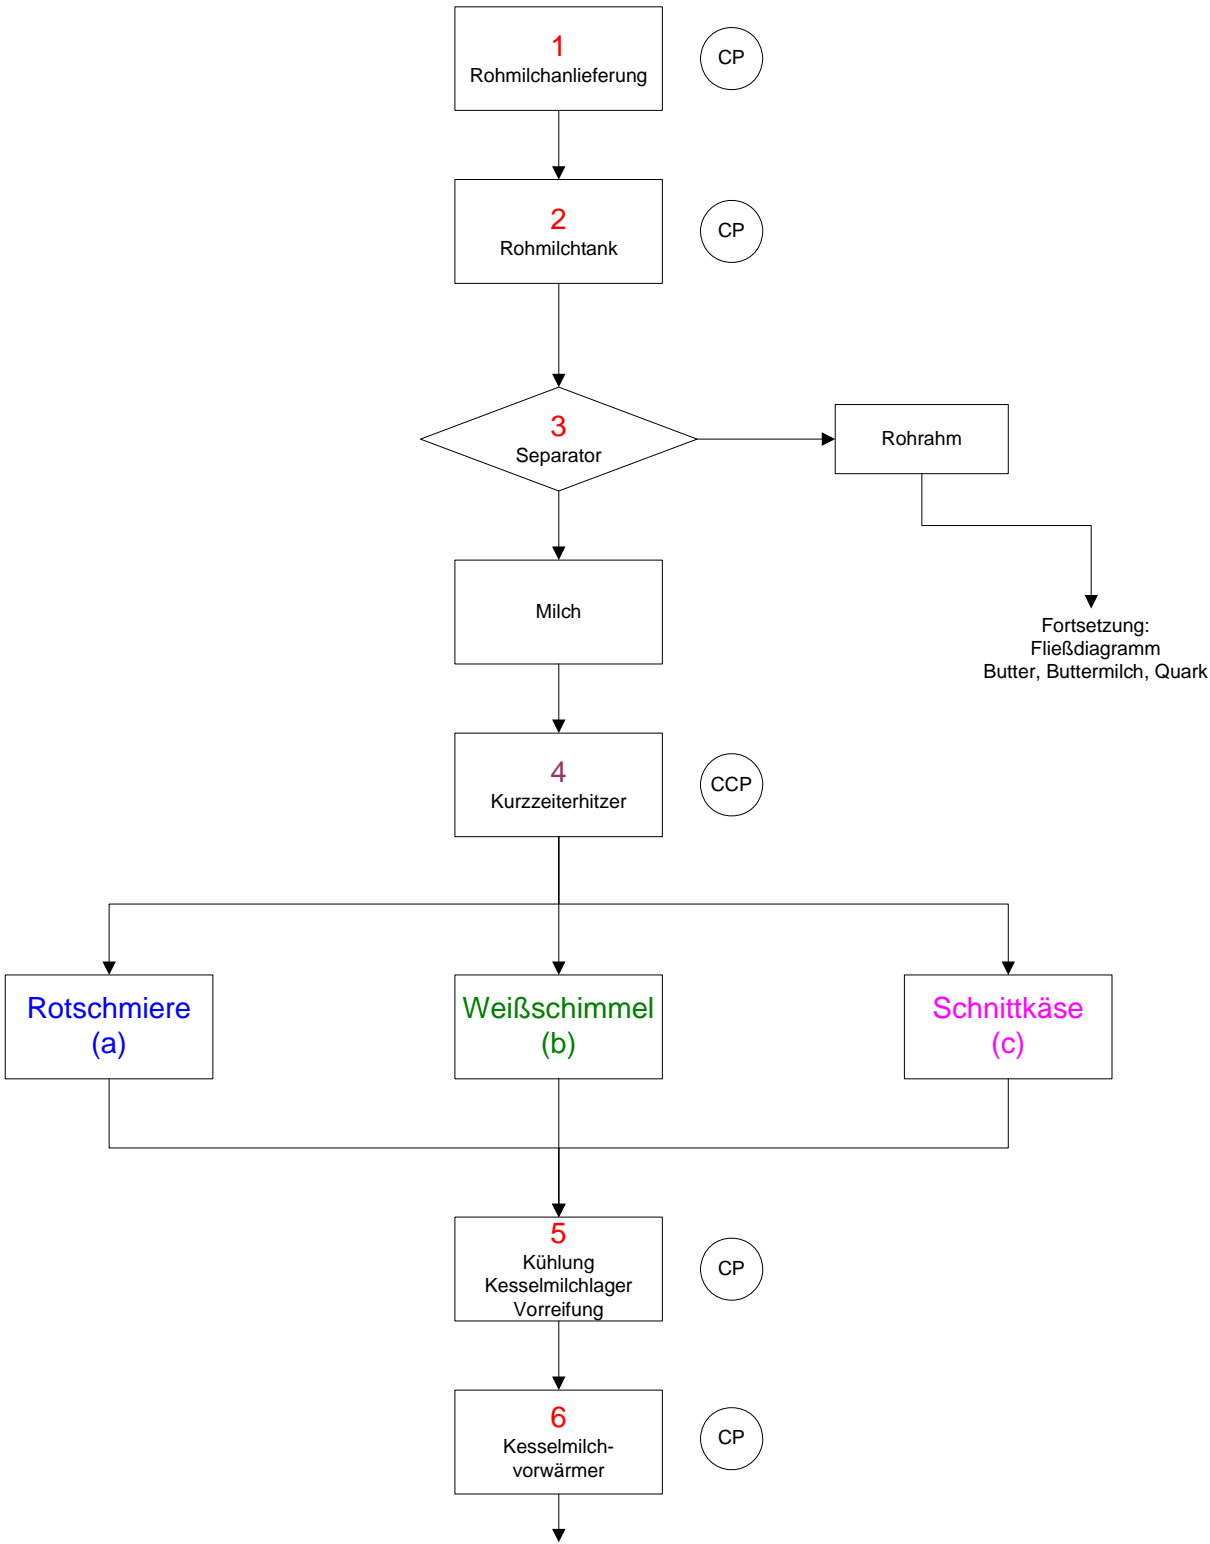 1
Rohmilchanlieferung
CP
2
Rohmilchtank
CP
3
Separator
Rohrahm
Milch
Fortsetzung:
Fließdiagramm
Butter, Buttermilch, Quark
4
Kurzzeiterhitzer
CCP
Rotschmiere
(a)
Weißschimmel
(b)
Schnittkäse
(c)
5
Kühlung
Kesselmilchlager
Vorreifung
CP
6
Kesselmilch-
vorwärmer
CP